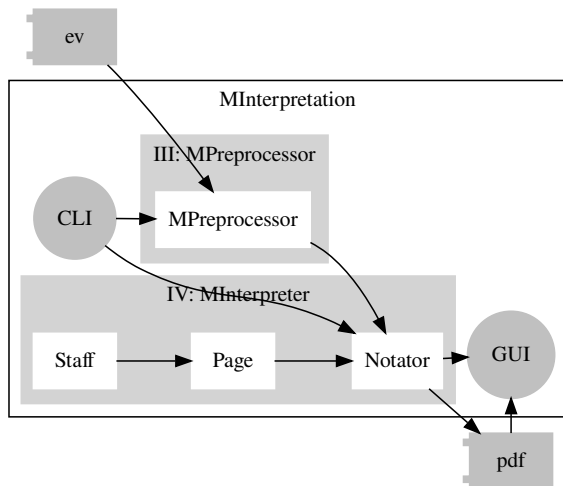 ev
MInterpretation
III: MPreprocessor
CLI
MPreprocessor
IV: MInterpreter
Staff
Page
Notator
GUI
pdf